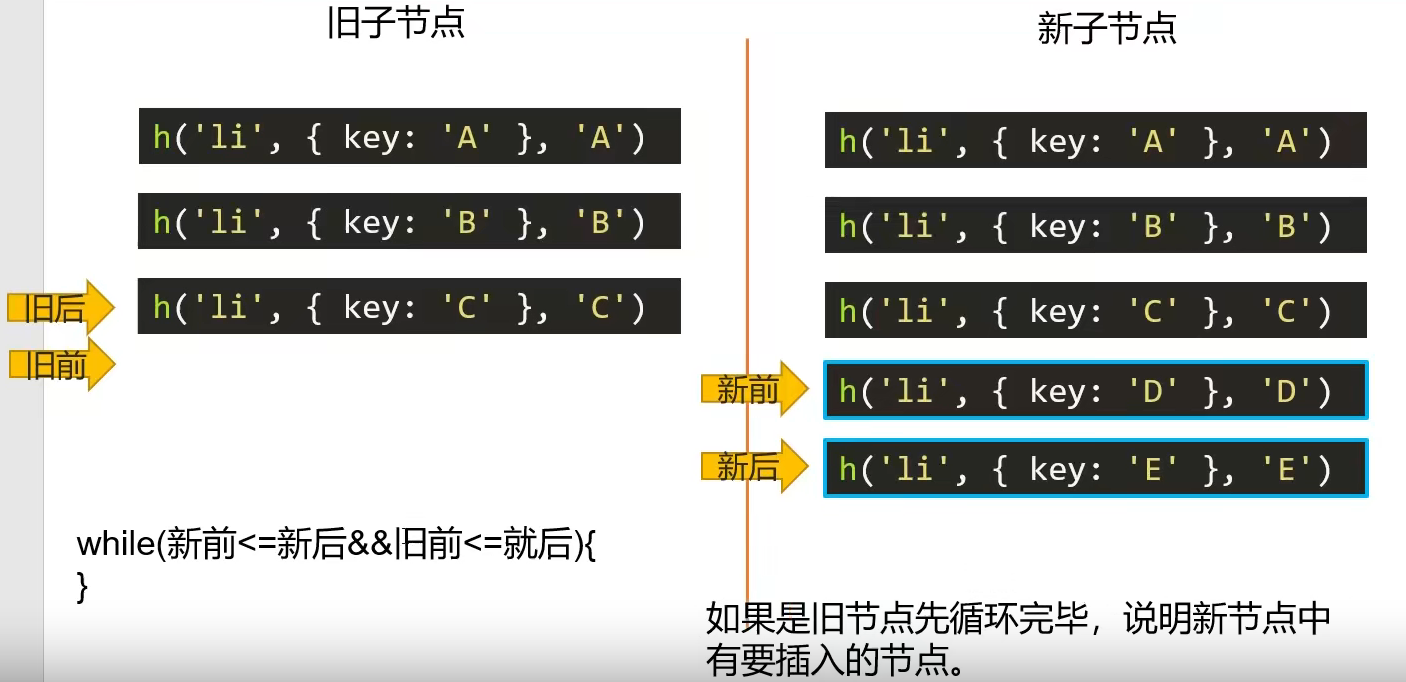 旧子节点
新子节点
h('li', { key: 'A' }, 'A')
h('li', { key: 'B' }, 'B')
旧后
h('li', { key: 'C' }, 'C')
旧前
h('li', { key: 'A' }, 'A')
h('li', { key: 'B' }, 'B')
h('li', { key: 'C' }, 'C')
新前
h('li', { key: 'D' }, 'D')
新后
h('li', { key: 'E' }, 'E')
while(新前<=新后&&旧前<=就后){
}
如果是旧节点先循环完毕，说明新节点中
有要插入的节点。